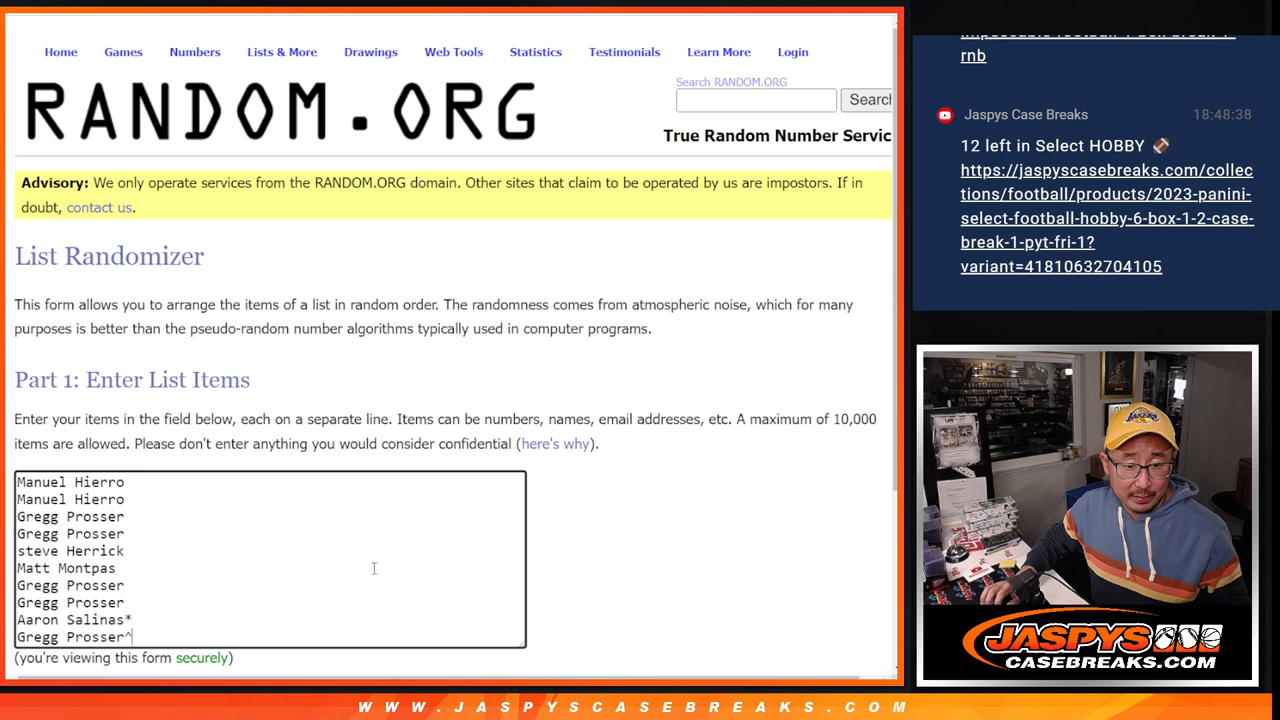 Home Games Numbers Lists & More Drawings Web Tools Statistics Testimonials Learn More Login
RANDOM.ORG
Search RANDOM.ORG
Search
True Random Number Servic
Advisory: We only operate services from the RANDOM.ORG domain. Other sites that claim to be operated by us are impostors. If in
doubt, contact us.
List Randomizer
This form allows you to arrange the items of a list in random order. The randomness comes from atmospheric noise, which for many
purposes is better than the pseudo-random number algorithms typically used in computer programs.
Part 1: Enter List Items
Enter your items in the field below, each on a separate line. Items can be numbers, names, email addresses, etc. A maximum of 10,000
items are allowed. Please don't enter anything you would consider confidential (here's why).
Manuel Hierro
Manuel Hierro
Gregg Prosser
Gregg Prosser
steve Herrick
Matt Montpas
Gregg Prosser
Gregg Prosser
Aaron Salinas*
Gregg Prosser^
(you're viewing this form securely)
rnb
Jaspys Case Breaks 18:48:38
12 left in Select HOBBY 🏈
https://jaspyscasebreaks.com/collec
tions/football/products/2023-panini-
select-football-hobby-6-box-1-2-case-
break-1-pyt-fri-1?
variant=41810632704105
JASPYS
CASEBREAKS.COM
WWW.JASPYSCASEBREAKS.COM